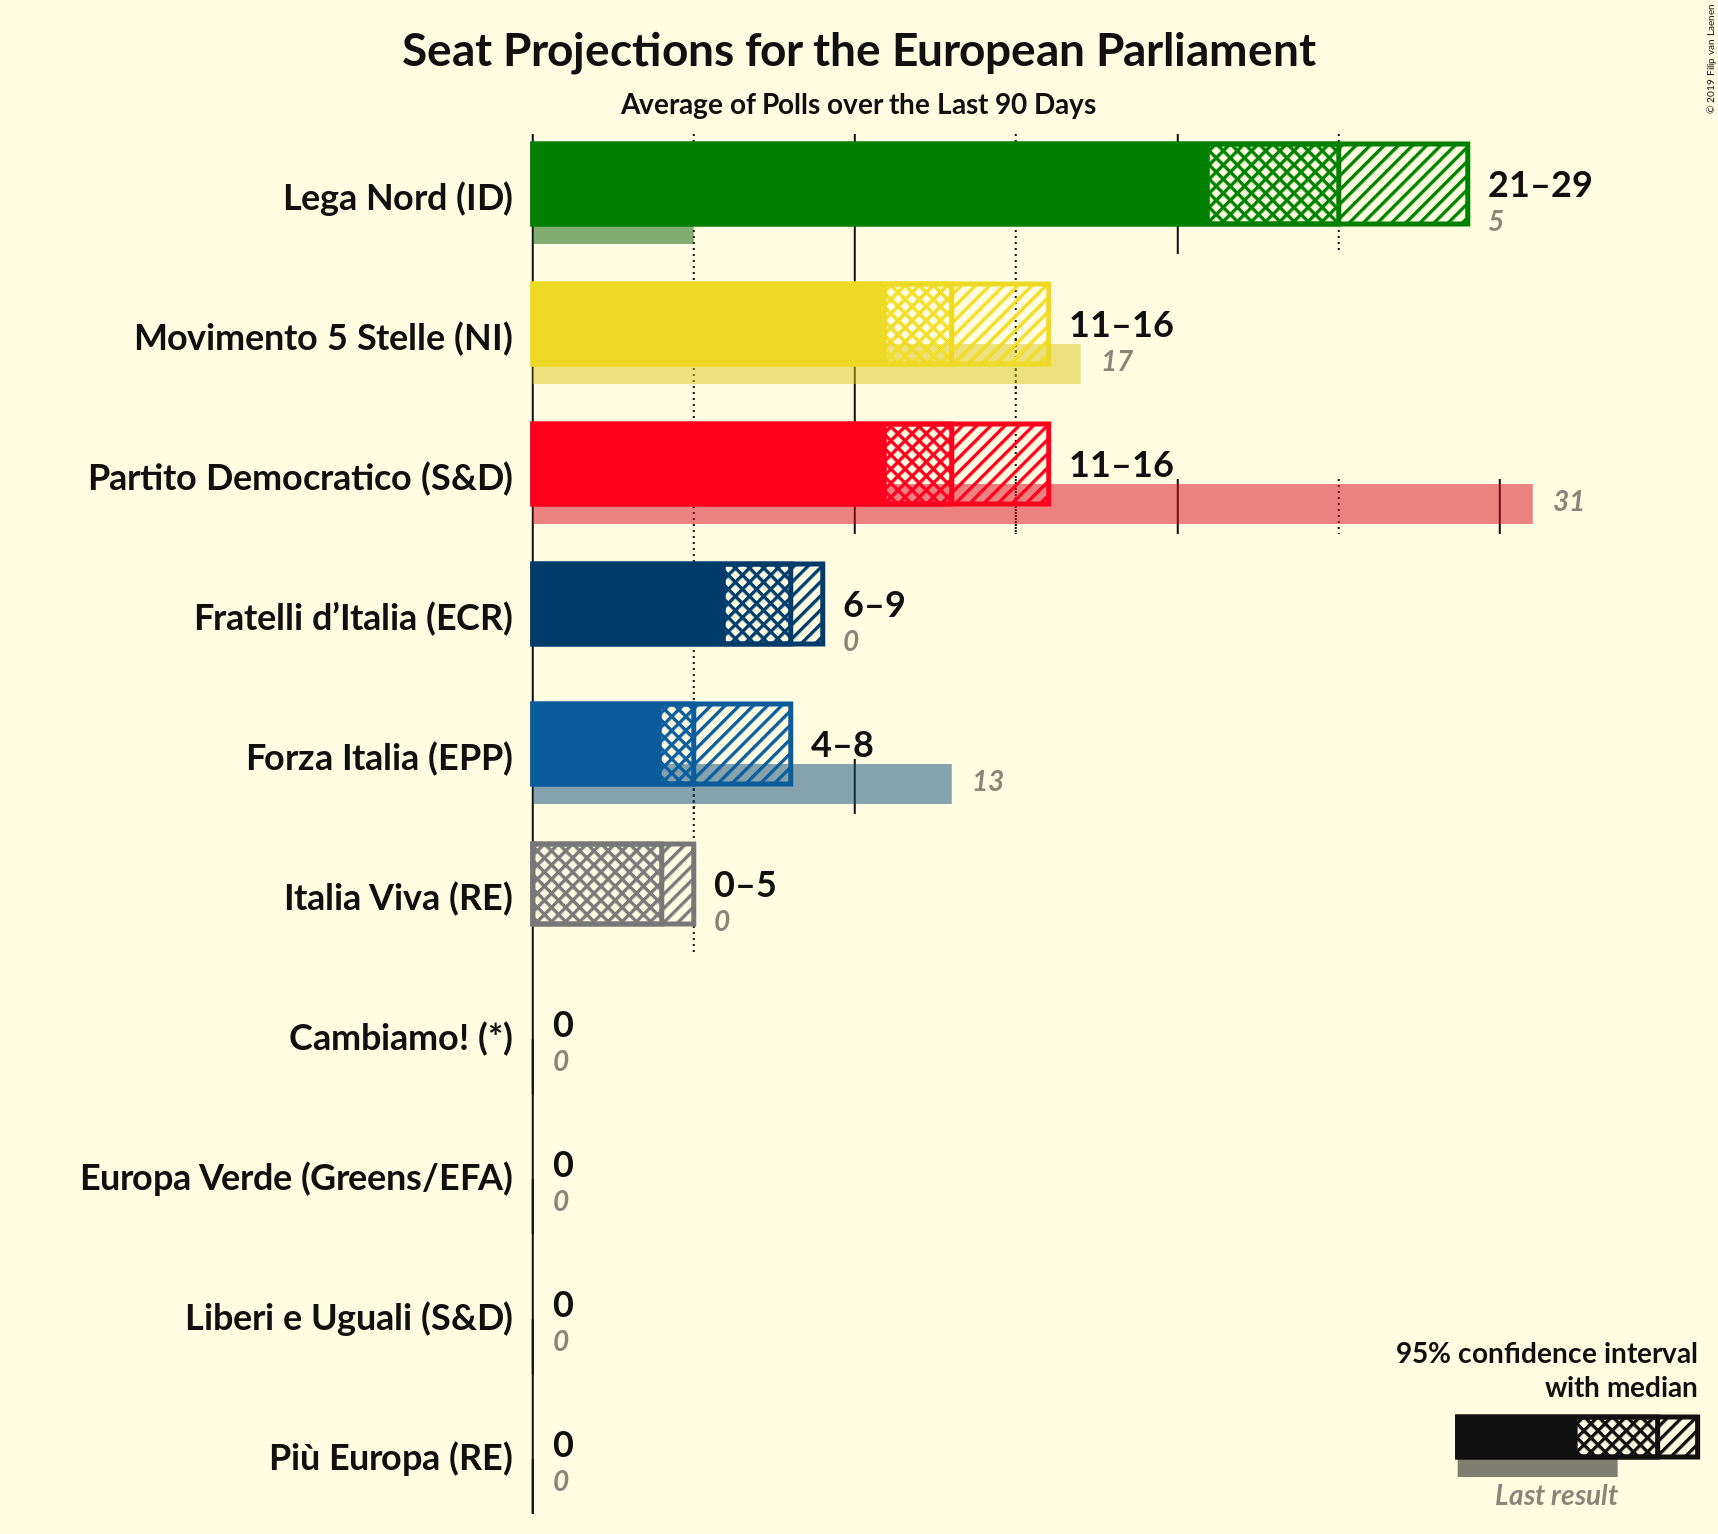 Seat Projections for the European Parliament
Average of Polls over the Last 90 Days
© 2019 Filip van Laenen
Lega Nord (ID)
21–29
5
Movimento 5 Stelle (NI)
11–16
17
Partito Democratico (S&D)
11–16
31
Fratelli d’Italia (ECR)
6–9
0
Forza Italia (EPP)
4–8
13
Italia Viva (RE)
0–5
0
Cambiamo! (*)
0
0
Europa Verde (Greens/EFA)
0
0
Liberi e Uguali (S&D)
0
0
Più Europa (RE)
0
0
95% confidence interval
with median
Last result